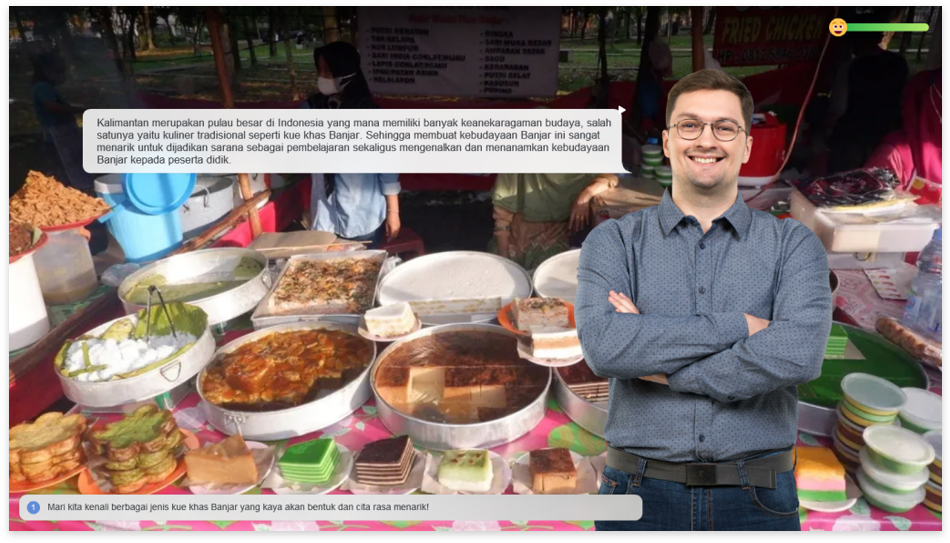 FRIED CHICKEN
Kalimantan merupakan pulau besar di Indonesia yang mana memiliki banyak keanekaragaman budaya, salah
satunya yaitu kuliner tradisional seperti kue khas Banjar. Sehingga membuat kebudayaan Banjar ini sangat
menarik untuk dijadikan sarana sebagai pembelajaran sekaligus mengenalkan dan menanamkan kebudayaan
Banjar kepada peserta didik.
1 Mari kita kenali berbagai jenis kue khas Banjar yang kaya akan bentuk dan cita rasa menarik!